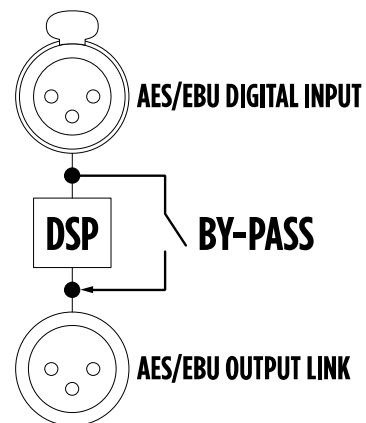 AES/EBU DIGITAL INPUT
DSP
BY-PASS
AES/EBU OUTPUT LINK